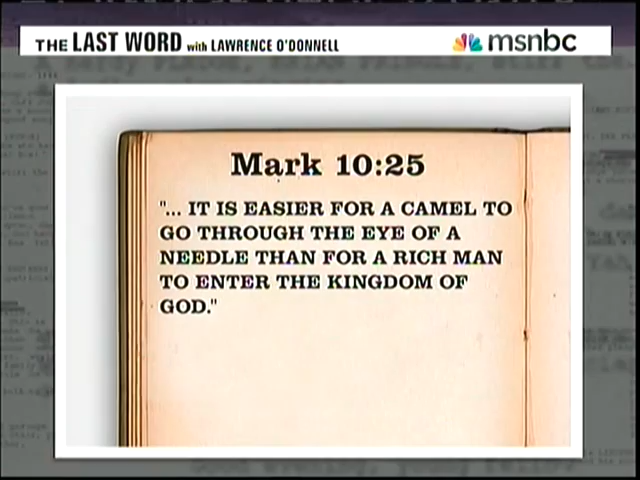 THE LAST WORD with LAWRENCE O'DONNELL
msnbc
Mark 10:25
"... IT IS EASIER FOR A CAMEL TO
GO THROUGH THE EYE OF A
NEEDLE THAN FOR A RICH MAN
TO ENTER THE KINGDOM OF
GOD."